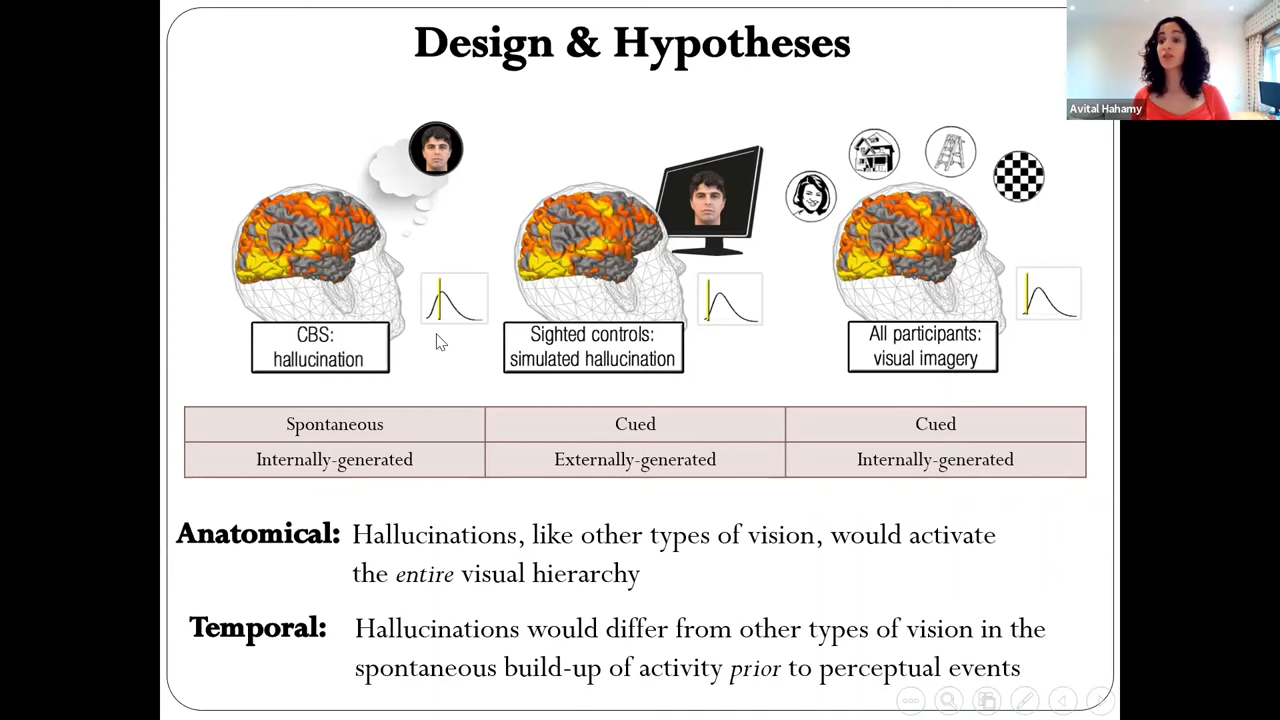 Design & Hypotheses
Avital Hahamy
CBS:
hallucination
Sighted controls:
simulated hallucination
All participants:
visual imagery
Spontaneous
Cued
Cued
Internally-generated
Externally-generated
Internally-generated
Anatomical: Hallucinations, like other types of vision, would activate
the entire visual hierarchy
Temporal: Hallucinations would differ from other types of vision in the
spontaneous build-up of activity prior to perceptual events